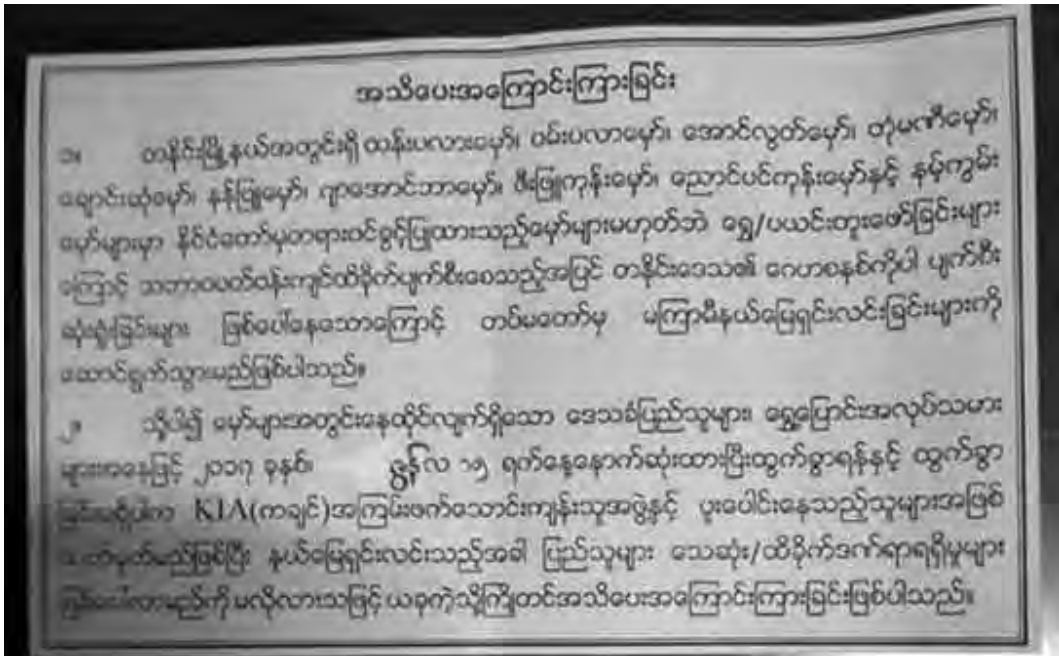 အသိပေးအကြောင်းကြားခြင်း
၁။ တနိုင်းမြို့နယ်အတွင်းရှိ ထန်းပလားမှော်၊ ဝမ်းပလာမှော်၊ အောင်လွတ်မှော်၊ တုံမဏီမှော်၊
ချောင်းဆုံမှော်၊ နန့်ဖြူမှော်၊ ဂျာအောင်ဘာမှော်၊ ဇီးဖြူကုန်းမှော်၊ ညောင်ပင်ကုန်းမှော်နှင့် နမ့်ကွမ်း
မှော်များမှာ နိုင်ငံတော်မှတရားဝင်ခွင့်ပြုထားသည့်မှော်များမဟုတ်ဘဲ ရွှေ/ပယင်းတူးဖော်ခြင်းများ
ကြောင့် သဘာဝပတ်ဝန်းကျင်ထိခိုက်ပျက်စီးစေသည့်အပြင် တနိုင်းဒေသ၏ ဂေဟစနစ်ကိုပါ ပျက်စီး
ဆုံးရှုံးခြင်းများ ဖြစ်ပေါ်နေသောကြောင့် တပ်မတော်မှ မကြာမီနယ်မြေရှင်းလင်းခြင်းများကို
ဆောင်ရွက်သွားမည်ဖြစ်ပါသည်။
၂။ သို့ပါ၍ မှော်များအတွင်းနေထိုင်လျက်ရှိသော ဒေသခံပြည်သူများ၊ ရွှေ့ပြောင်းအလုပ်သမား
များအနေဖြင့် ၂၀၁၇ ခုနှစ်၊ ဇွန်လ ၁၅ ရက်နေ့နောက်ဆုံးထားပြီးထွက်ခွာရန်နှင့် ထွက်ခွာ
ခြင်းမရှိပါက KIA(ကချင်)အကြမ်းဖက်သောင်းကျန်းသူအဖွဲ့နှင့် ပူးပေါင်းနေသည့်သူများအဖြစ်
သတ်မှတ်မည်ဖြစ်ပြီး နယ်မြေရှင်းလင်းသည့်အခါ ပြည်သူများ သေဆုံး/ထိခိုက်ဒဏ်ရာရရှိမှုများ
ဖြစ်ပေါ်လာမည်ကို မလိုလားသဖြင့် ယခုကဲ့သို့ကြိုတင်အသိပေးအကြောင်းကြားခြင်းဖြစ်ပါသည်။